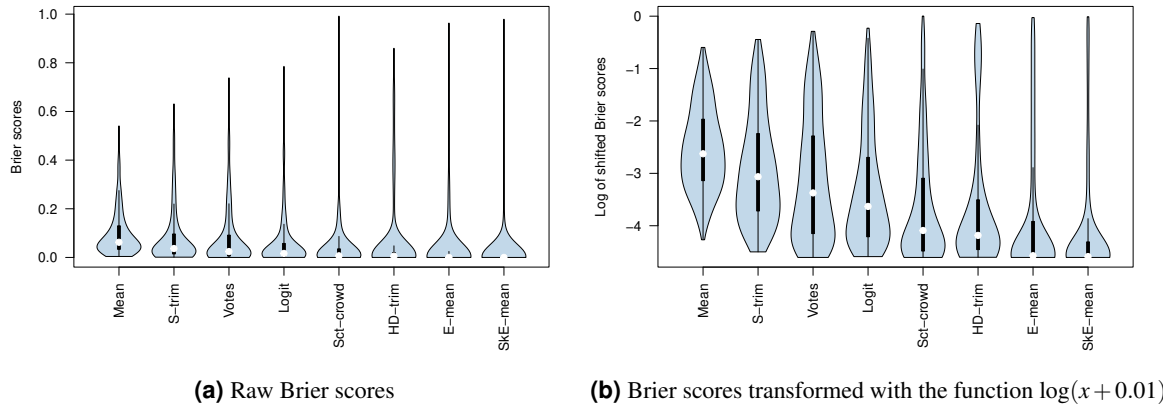 1.0
0.8
0.6
0.4
0.2
0.0
Brier scores
Mean
S−trim
Votes
Logit
Sct−crowd
HD−trim
E−mean
SkE−mean
(a) Raw Brier scores
0
−1
−2
−3
−4
Log of shifted Brier scores
Mean
S−trim
Votes
Logit
Sct−crowd
HD−trim
E−mean
SkE−mean
(b) Brier scores transformed with the function log(x + 0.01)